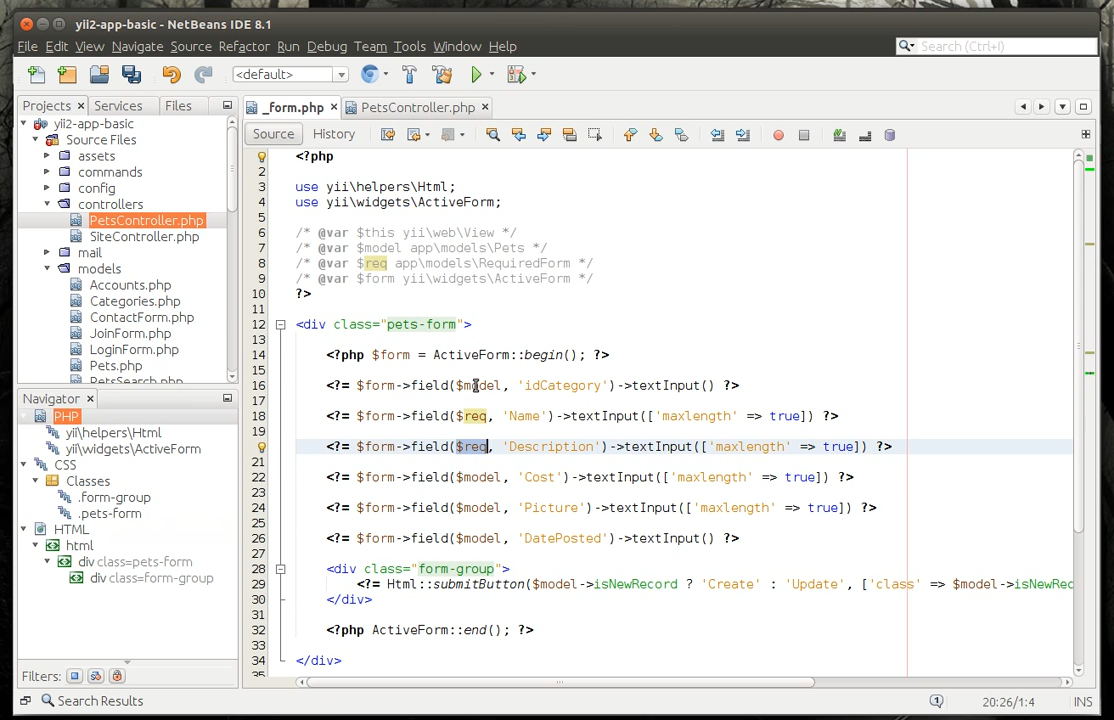 yii2-app-basic - NetBeans IDE 8.1
File Edit View Navigate Source Refactor Run Debug Team Tools Window Help
Search (Ctrl+I)
<default>
Projects Services Files
_form.php PetsController.php
Source History
yii2-app-basic
Source Files
assets
commands
config
controllers
PetsController.php
SiteController.php
mail
models
Accounts.php
Categories.php
ContactForm.php
JoinForm.php
LoginForm.php
Pets.php
PetsSearch.php
Navigator
PHP
yii\helpers\Html
yii\widgets\ActiveForm
CSS
Classes
.form-group
.pets-form
HTML
html
div class=pets-form
div class=form-group
Filters:
<?php
2
3 use yii\helpers\Html;
4 use yii\widgets\ActiveForm;
5
6 /* @var $this yii\web\View */
7 /* @var $model app\models\Pets */
8 /* @var $req app\models\RequiredForm */
9 /* @var $form yii\widgets\ActiveForm */
10 ?>
11
12 <div class="pets-form">
13
14 <?php $form = ActiveForm::begin(); ?>
15
16 <?= $form->field($model, 'idCategory')->textInput() ?>
17
18 <?= $form->field($req, 'Name')->textInput(['maxlength' => true]) ?>
19
<?= $form->field($req, 'Description')->textInput(['maxlength' => true]) ?>
21
22 <?= $form->field($model, 'Cost')->textInput(['maxlength' => true]) ?>
23
24 <?= $form->field($model, 'Picture')->textInput(['maxlength' => true]) ?>
25
26 <?= $form->field($model, 'DatePosted')->textInput() ?>
27
28 <div class="form-group">
29 <?= Html::submitButton($model->isNewRecord ? 'Create' : 'Update', ['class' => $model->isNewRec
30 </div>
31
32 <?php ActiveForm::end(); ?>
33
34 </div>
35
Search Results
1
20:26/1:4 INS